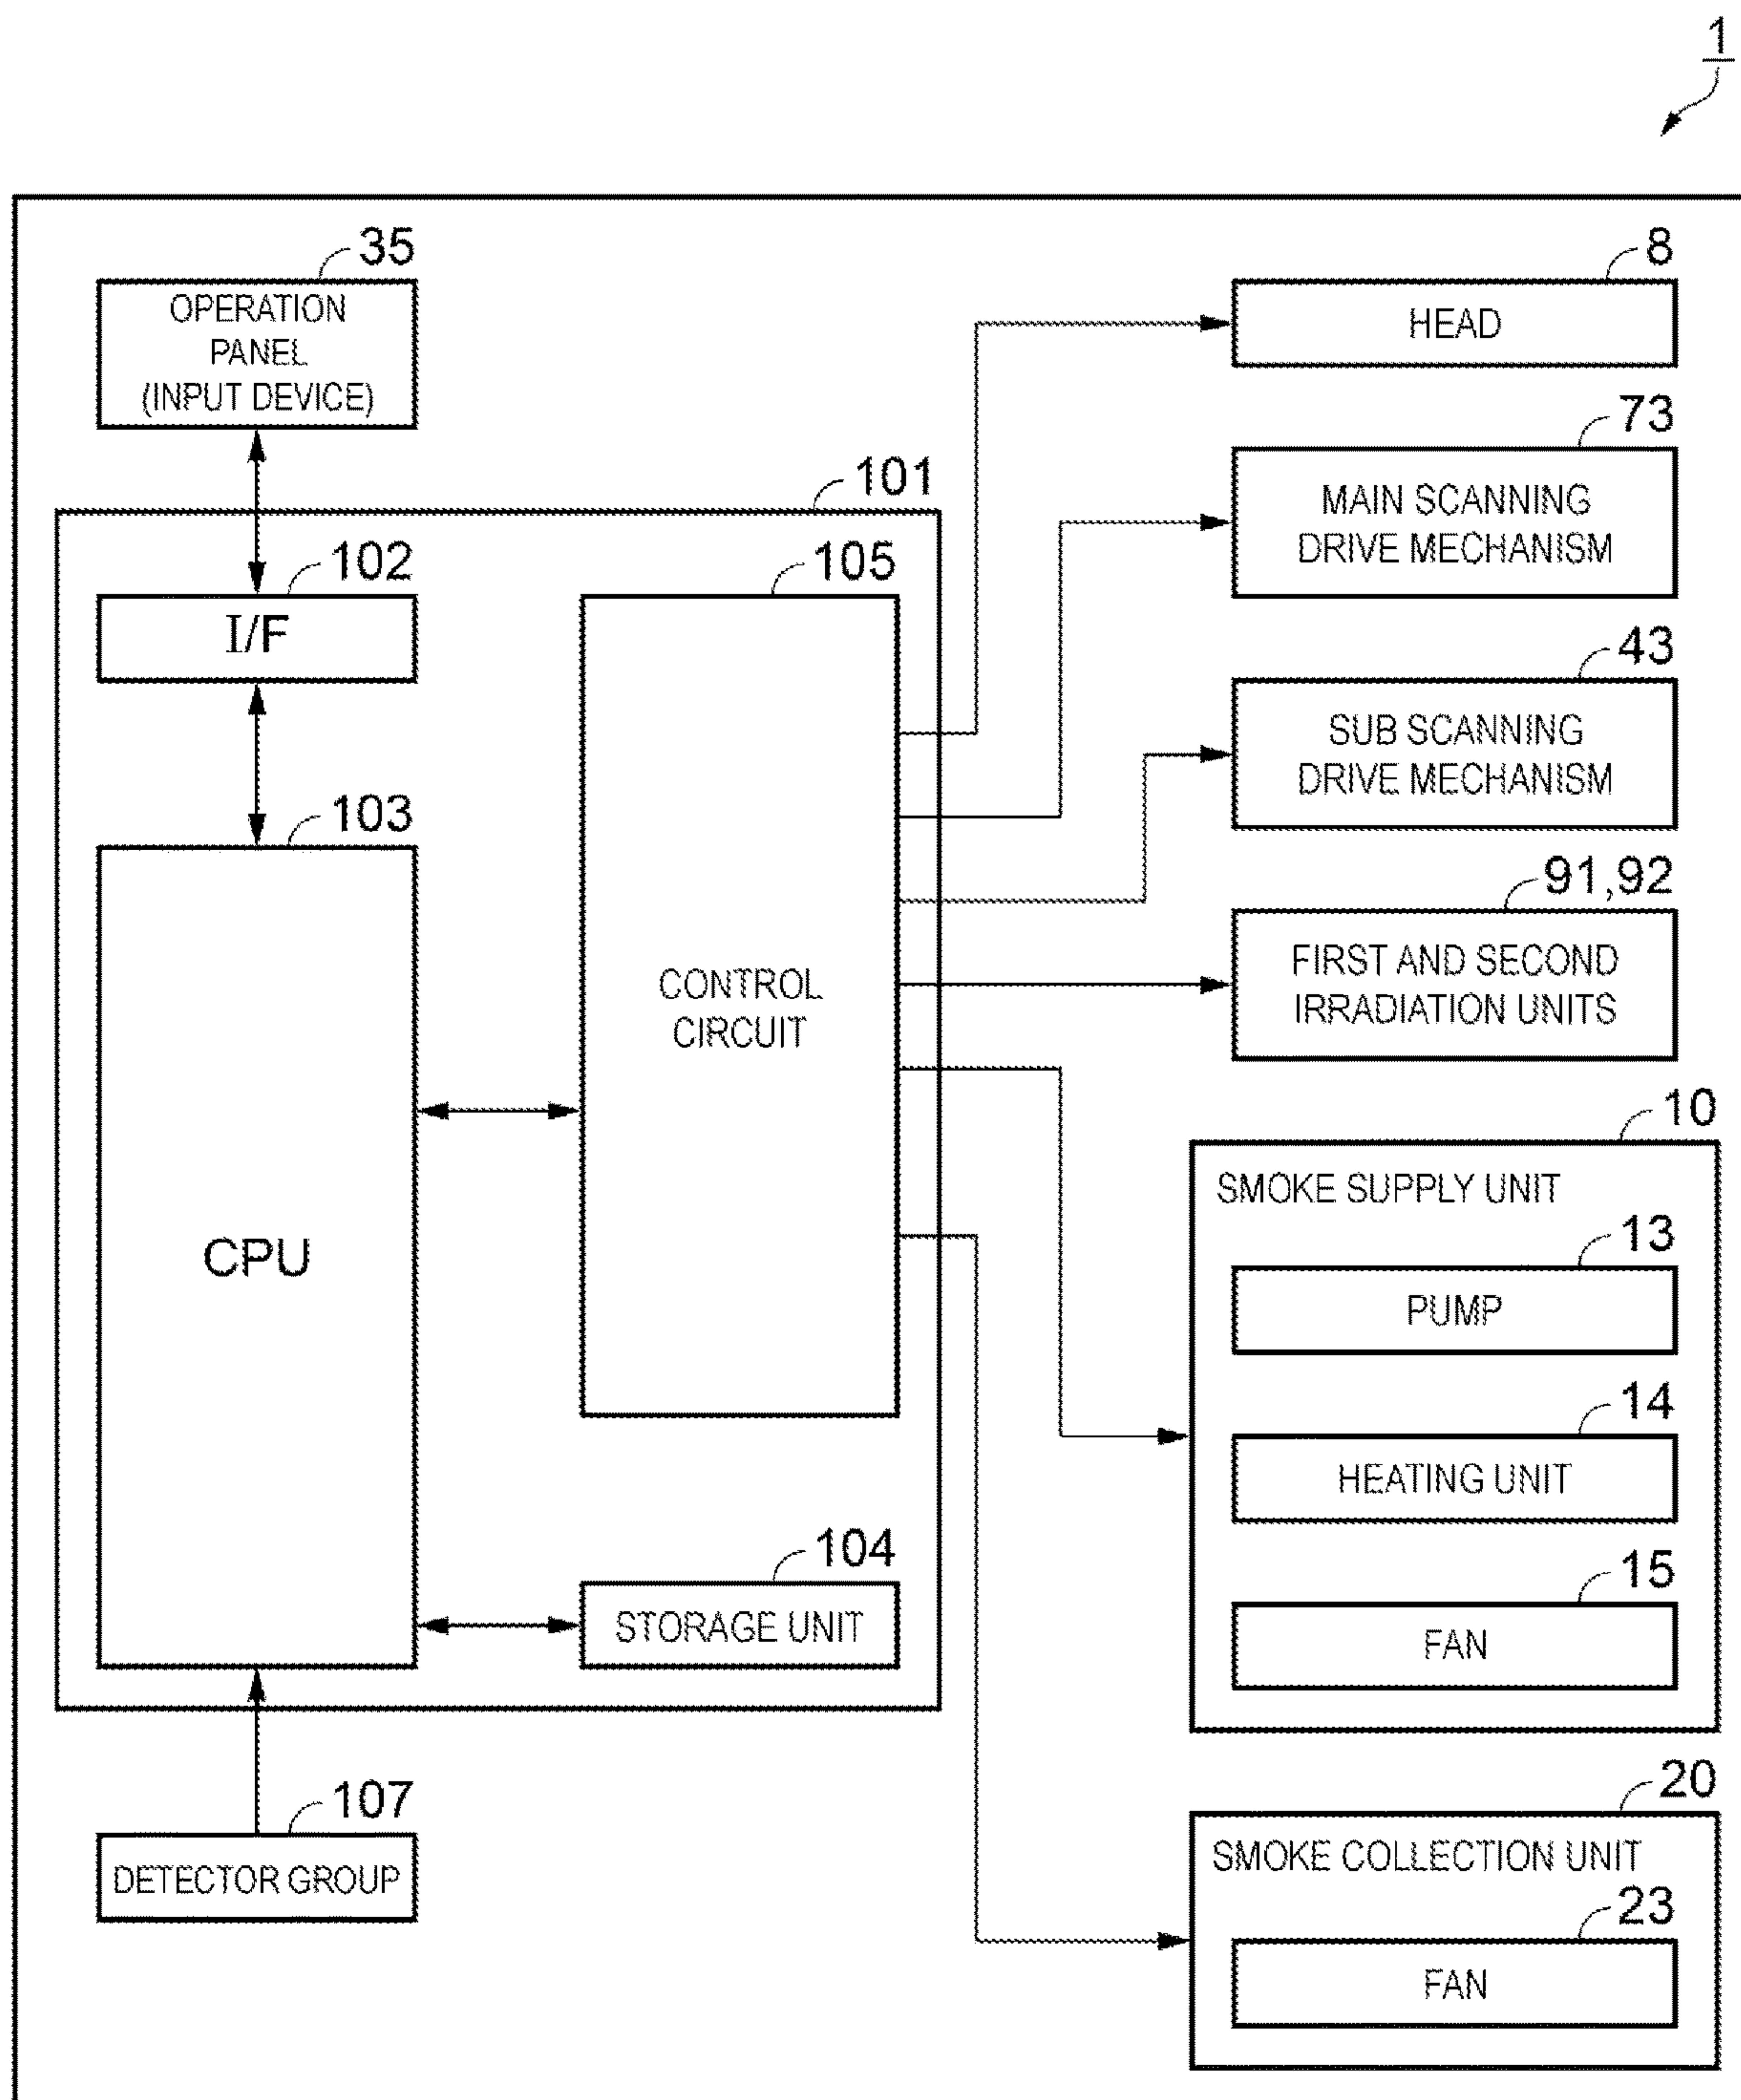 1
35
OPERATION
PANEL
(INPUT DEVICE)
101
102
I/F
103
CPU
105
CONTROL
CIRCUIT
104
STORAGE UNIT
107
DETECTOR GROUP
8
HEAD
73
MAIN SCANNING
DRIVE MECHANISM
43
SUB SCANNING
DRIVE MECHANISM
91,92
FIRST AND SECOND
IRRADIATION UNITS
10
SMOKE SUPPLY UNIT
13
PUMP
14
HEATING UNIT
15
FAN
20
SMOKE COLLECTION UNIT
23
FAN